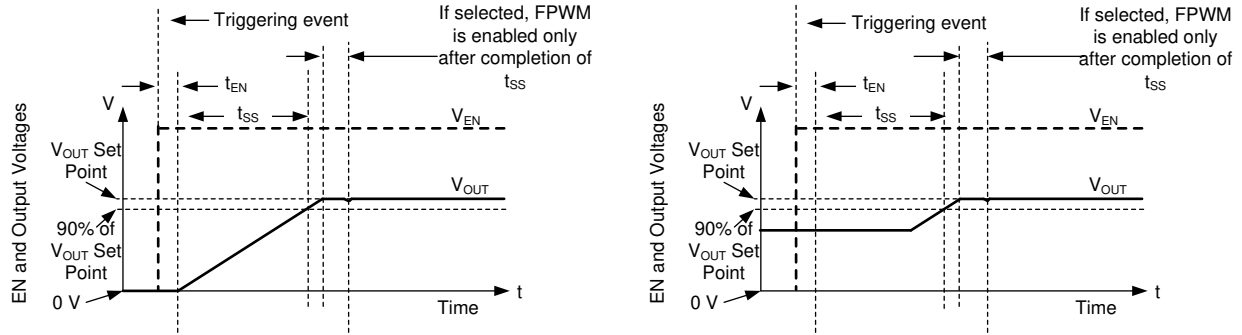 Triggering event
If selected, FPWM
is enabled only
after completion of
tSS
tEN
tSS
V
VEN
VOUT Set
Point
VOUT
90% of
VOUT Set
Point
0 V
Time
t
EN and Output Voltages
Triggering event
If selected, FPWM
is enabled only
after completion of
tSS
tEN
tSS
V
VEN
VOUT Set
Point
VOUT
90% of
VOUT Set
Point
0 V
Time
t
EN and Output Voltages